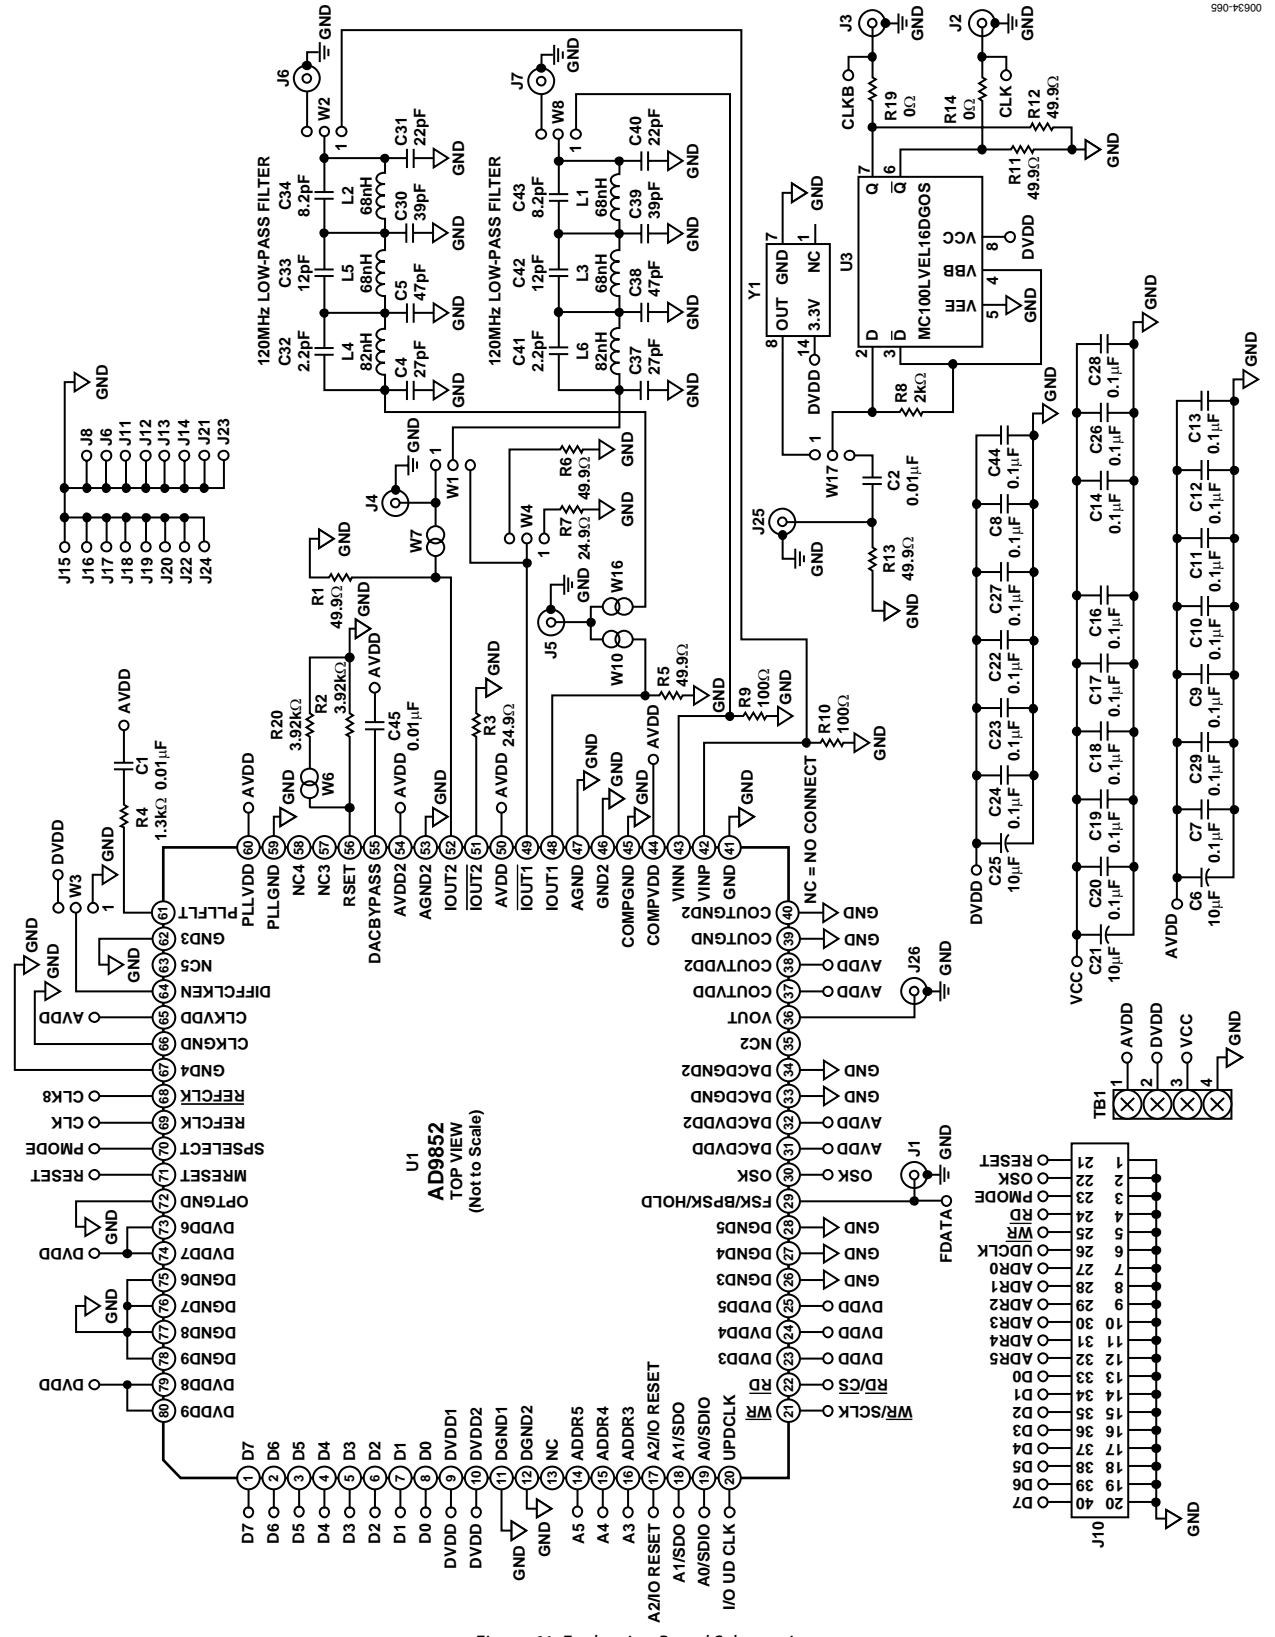 00634-065
J6
GND
W2
1
120MHz LOW-PASS FILTER
C34
8.2pF
L2
68nH
C31
22pF
GND
C33
12pF
L5
68nH
C30
39pF
GND
C32
2.2pF
L4
82nH
C5
47pF
GND
C4
27pF
GND
J7
GND
W8
1
120MHz LOW-PASS FILTER
C43
8.2pF
L1
68nH
C40
22pF
GND
C42
12pF
L3
68nH
C39
39pF
GND
C41
2.2pF
L6
82nH
C38
47pF
GND
C37
27pF
GND
J3
GND
CLKB
R19
0Ω
J2
GND
CLK
R14
0Ω
R12
49.9Ω
R11
49.9Ω
GND
7
Q
6
Q
U3
MC100LVEL16DGOS
VCC
8
DVDD
VBB
4
VEE
5
GND
2
D
3
D
R8
2kΩ
Y1
7
GND
GND
1
NC
8
OUT
14
3.3V
DVDD
1
W17
C2
0.01µF
J25
GND
R13
49.9Ω
GND
GND
J8
J6
J11
J12
J13
J14
J21
J23
J15
J16
J17
J18
J19
J20
J22
J24
J4
GND
W7
1
W1
R1
49.9Ω
GND
R6
49.9Ω
GND
W4
1
R7
24.9Ω
GND
J5
GND
W16
W10
R5
49.9Ω
GND
R9
100Ω
GND
R10
100Ω
GND
R20
3.92kΩ
R2
3.92kΩ
GND
W6
AVDD
C45
0.01µF
R3
24.9Ω
GND
AVDD
C1
0.01µF
R4
1.3kΩ
DVDD
W3
1
GND
AVDD
GND
AVDD
GND
AVDD
GND
GND
GND
AVDD
GND
60 PLLVDD
59 PLLGND
58 NC4
57 NC3
56 RSET
55 DACBYPASS
54 AVDD2
53 AGND2
52 IOUT2
51 IOUT2
50 AVDD
49 IOUT1
48 IOUT1
47 AGND
46 GND2
45 COMPGND
44 COMPVDD
43 VINN
42 VINP
41 GND
NC = NO CONNECT
61 PLLFLT
62 GND3
GND
63 NC5
64 DIFFCLKEN
65 CLKVDD
AVDD
66 CLKGND
GND
67 GND4
GND
68 REFCLK
CLK8
69 REFCLK
CLK
70 SPSELECT
PMODE
71 MRESET
RESET
72 OPTGND
GND
73 DVDD6
74 DVDD7
DVDD
75 DGND6
76 DGND7
GND
77 DGND8
78 DGND9
79 DVDD8
DVDD
80 DVDD9
U1
AD9852
TOP VIEW
(Not to Scale)
40 COUTGND2 GND
39 COUTGND GND
38 COUTVDD2 AVDD
37 COUTVDD AVDD
36 VOUT
J26
GND
35 NC2
34 DACDGND2 GND
33 DACDGND GND
32 DACDVDD2 AVDD
31 DACDVDD AVDD
30 OSK OSK
29 FSK/BPSK/HOLD
J1
GND
FDATA
28 DGND5 GND
27 DGND4 GND
26 DGND3 GND
25 DVDD5 DVDD
24 DVDD4 DVDD
23 DVDD3 DVDD
22 RD RD/CS
21 WR WR/SCLK
1 D7 D7
2 D6 D6
3 D5 D5
4 D4 D4
5 D3 D3
6 D2 D2
7 D1 D1
8 D0 D0
9 DVDD1 DVDD
10 DVDD2 DVDD
11 DGND1 GND
12 DGND2 GND
13 NC
14 ADDR5 A5
15 ADDR4 A4
16 ADDR3 A3
17 A2/IO RESET A2/IO RESET
18 A1/SDO A1/SDO
19 A0/SDIO A0/SDIO
20 UPDCLK I/O UD CLK
DVDD
GND
C44
0.1µF
C8
0.1µF
C27
0.1µF
C22
0.1µF
C23
0.1µF
C24
0.1µF
C25
10µF
VCC
GND
C28
0.1µF
C26
0.1µF
C14
0.1µF
C16
0.1µF
C17
0.1µF
C18
0.1µF
C19
0.1µF
C20
0.1µF
C21
10µF
AVDD
GND
C13
0.1µF
C12
0.1µF
C11
0.1µF
C10
0.1µF
C9
0.1µF
C29
0.1µF
C7
0.1µF
C6
10µF
TB1
1 AVDD
2 DVDD
3 VCC
4 GND
RESET 21 1
OSK 22 2
PMODE 23 3
RD 24 4
WR 25 5
UDCLK 26 6
ADR0 27 7
ADR1 28 8
ADR2 29 9
ADR3 30 10
ADR4 31 11
ADR5 32 12
D0 33 13
D1 34 14
D2 35 15
D3 36 16
D4 37 17
D5 38 18
D6 39 19
D7 40 20
J10
GND